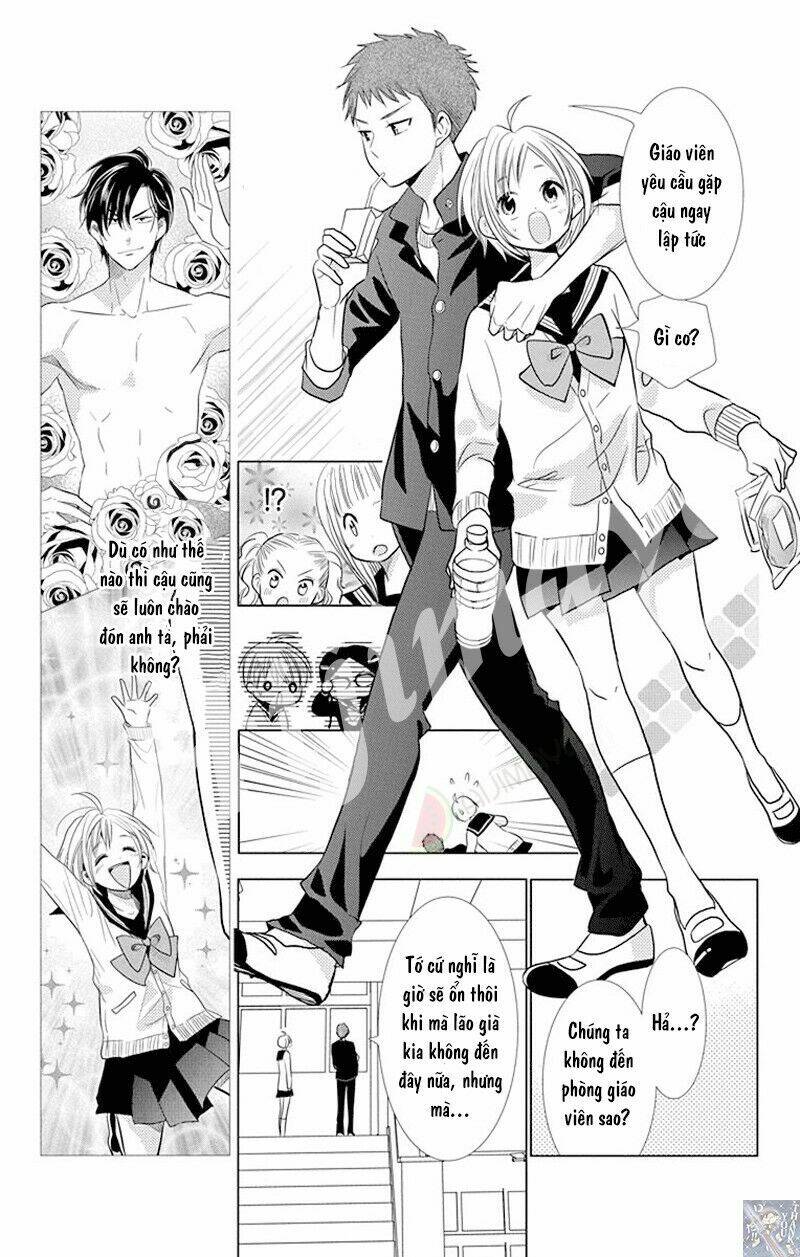 Giáo viên
yêu cầu gặp
cậu ngay
lập tức
Gì cơ?
!?
Dù có như thế
nào thì cậu cũng
sẽ luôn chào
đón anh ta, phải
không?
Hả...?
Chúng ta
không đến
phòng giáo
viên sao?
Tớ cứ nghĩ là
giờ sẽ ổn thôi
khi mà lão già
kia không đến
đây nữa, nhưng
mà...